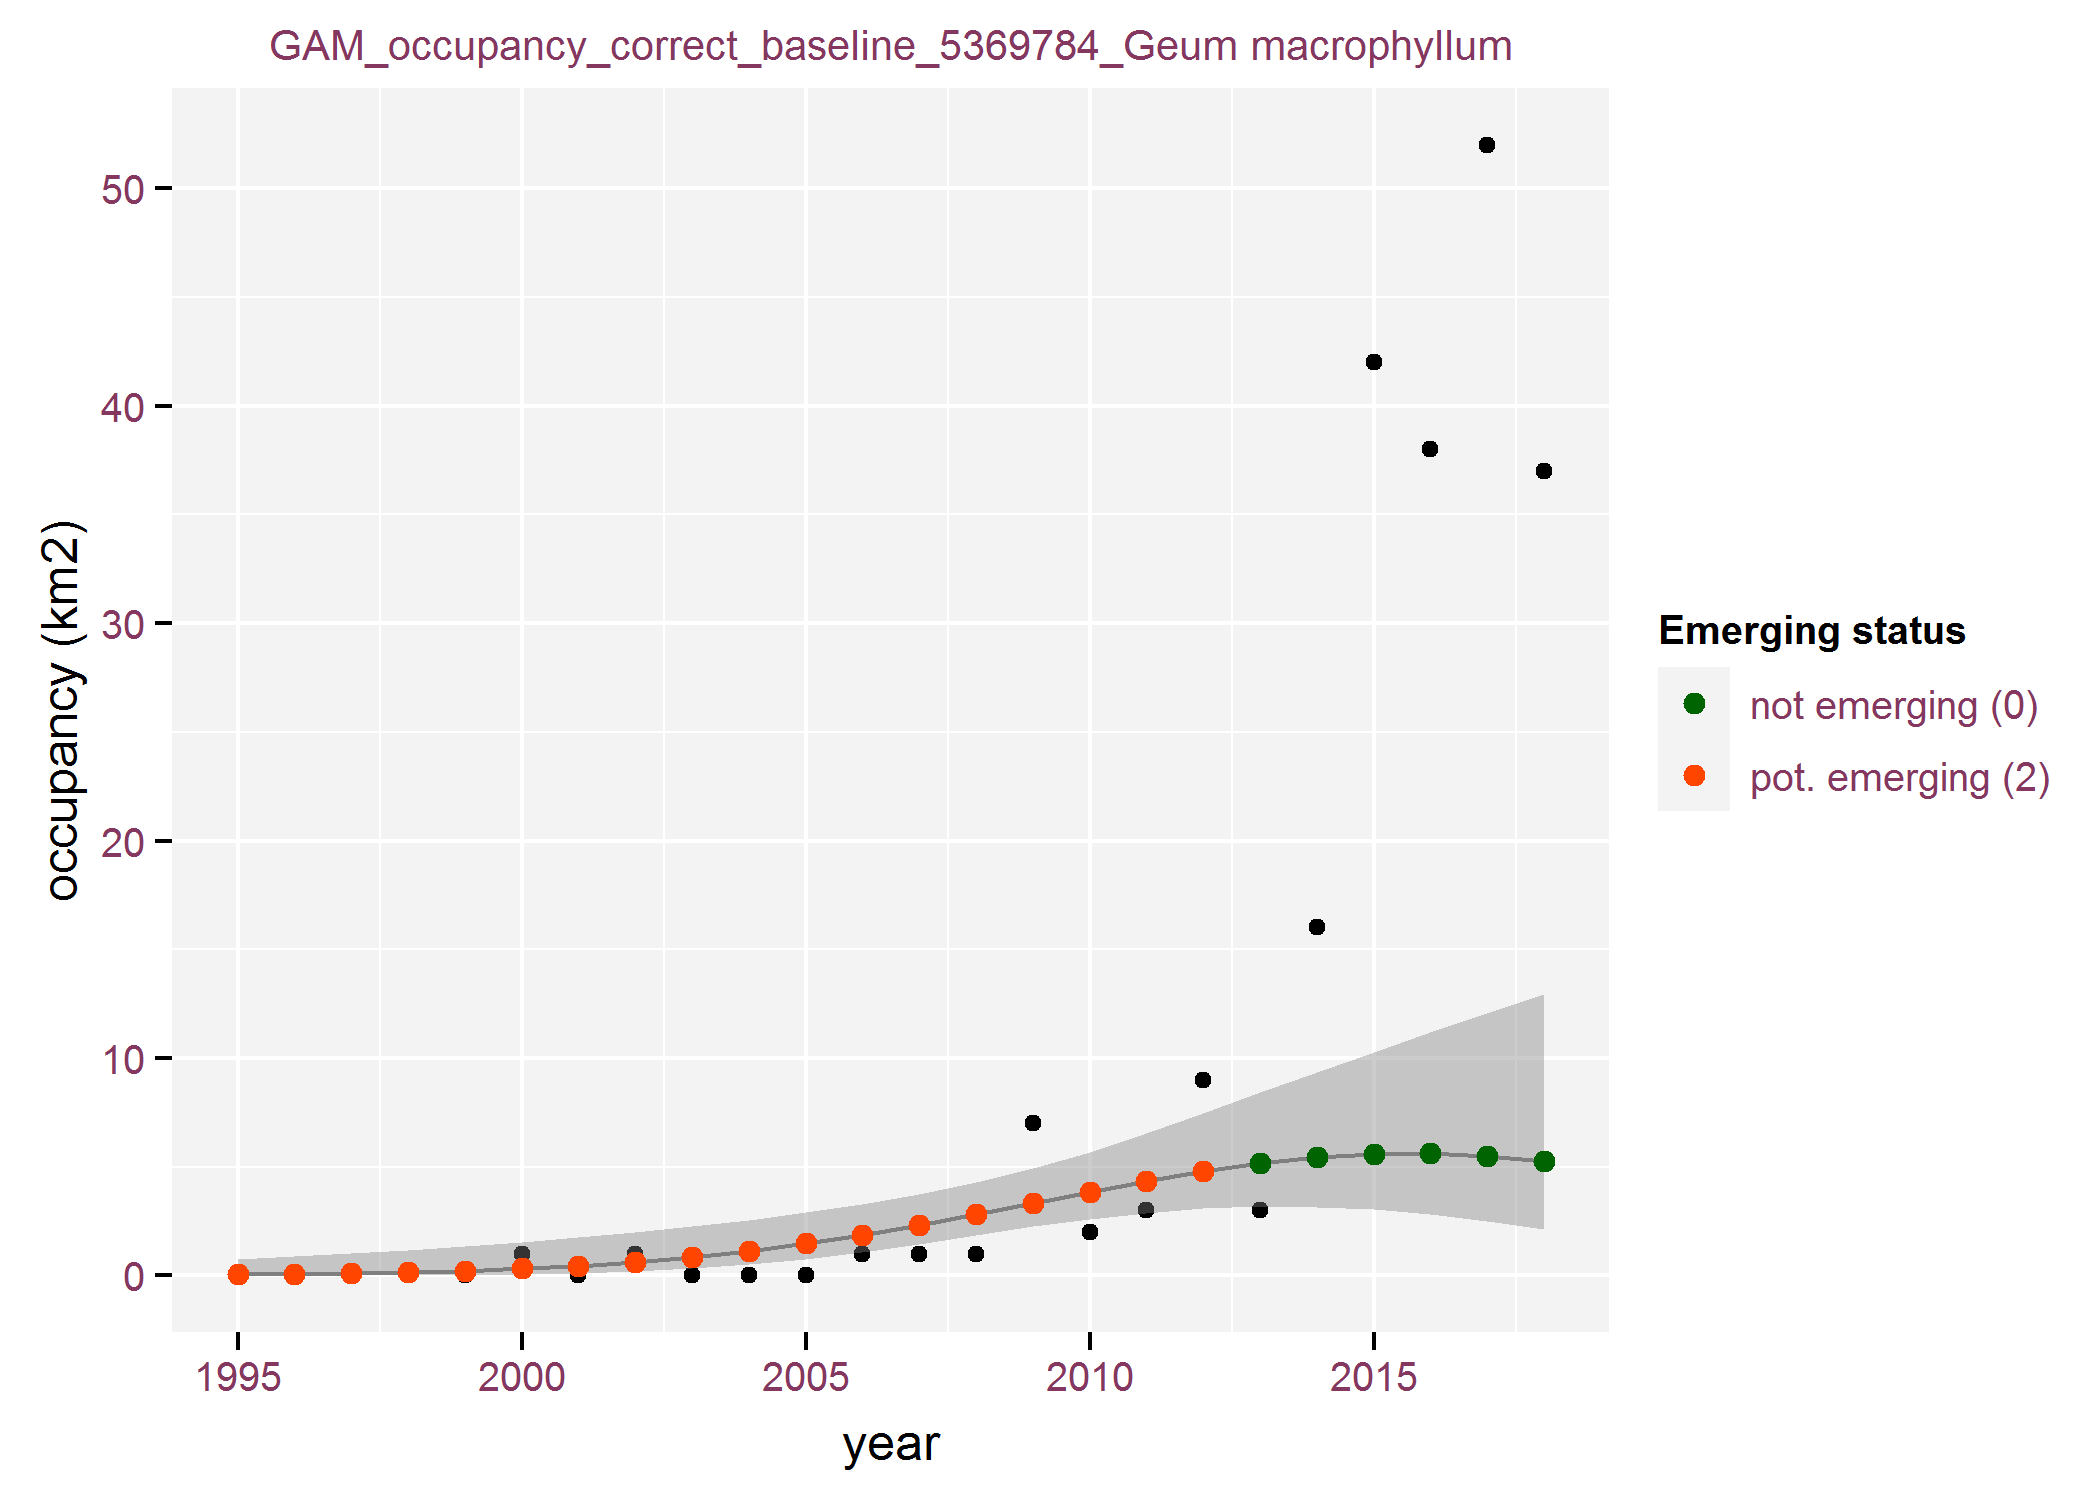 GAM_occupancy_correct_baseline_5369784_Geum macrophyllum
occupancy (km2)
50
40
30
20
10
0
1995
2000
2005
2010
2015
year
Emerging status
not emerging (0)
pot. emerging (2)